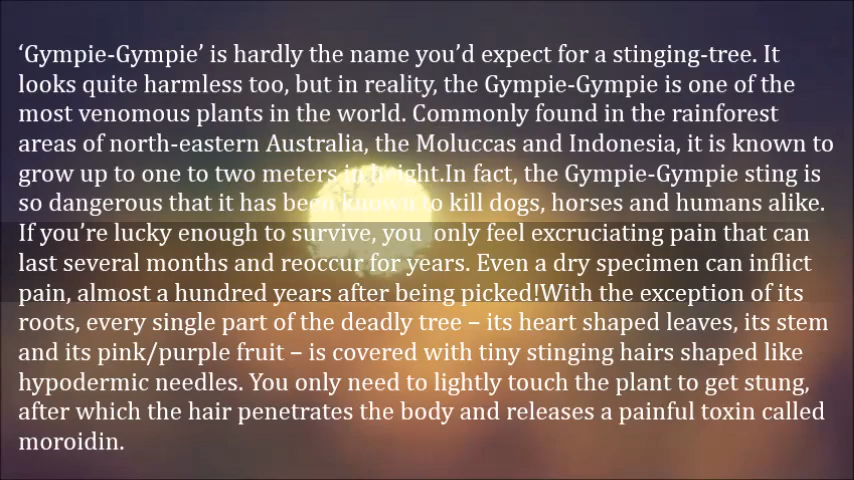 ‘Gympie-Gympie’ is hardly the name you’d expect for a stinging-tree. It
looks quite harmless too, but in reality, the Gympie-Gympie is one of the
most venomous plants in the world. Commonly found in the rainforest
areas of north-eastern Australia, the Moluccas and Indonesia, it is known to
grow up to one to two meters in height.In fact, the Gympie-Gympie sting is
so dangerous that it has been known to kill dogs, horses and humans alike.
If you’re lucky enough to survive, you  only feel excruciating pain that can
last several months and reoccur for years. Even a dry specimen can inflict
pain, almost a hundred years after being picked!With the exception of its
roots, every single part of the deadly tree – its heart shaped leaves, its stem
and its pink/purple fruit – is covered with tiny stinging hairs shaped like
hypodermic needles. You only need to lightly touch the plant to get stung,
after which the hair penetrates the body and releases a painful toxin called
moroidin.